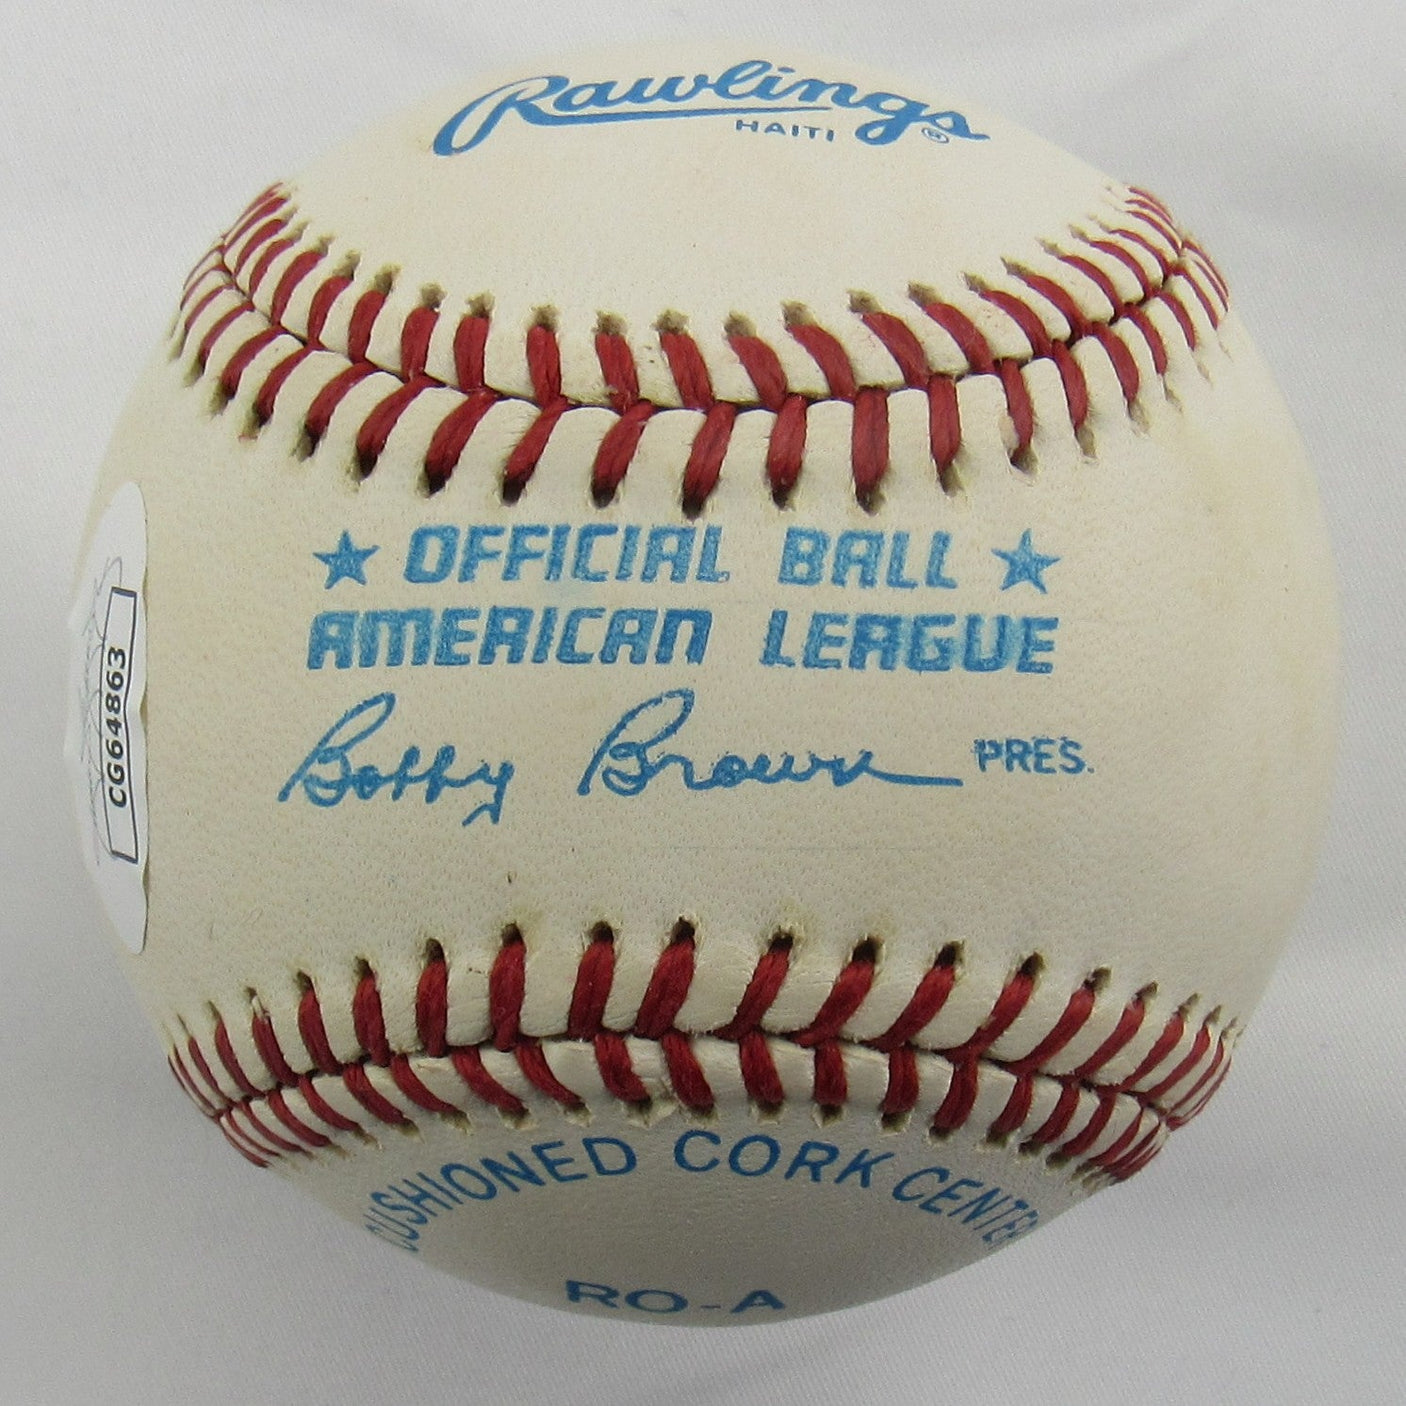 Rawlings ®
HAITI
★ OFFICIAL BALL ★
AMERICAN LEAGUE
Bobby Brown PRES.
CG64863
CUSHIONED CORK CENTER
RO-A